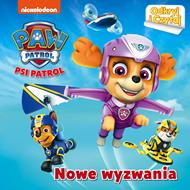 nickelodeon
Odkryj
i Czytaj
PAW
PATROL
PSI PATROL
Nowe wyzwania